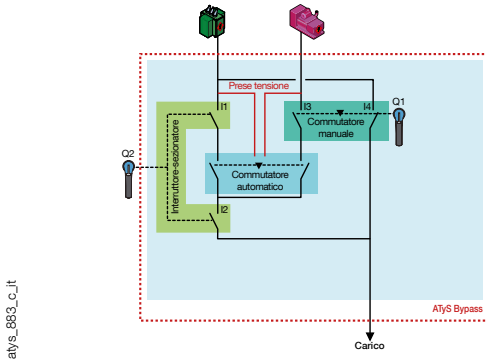 Prese tensione
I1
I3
I4
Q1
Commutatore
manuale
Interruttore-sezionatore
Q2
Commutatore
automatico
I2
ATyS Bypass
Carico
atys_883_c_it